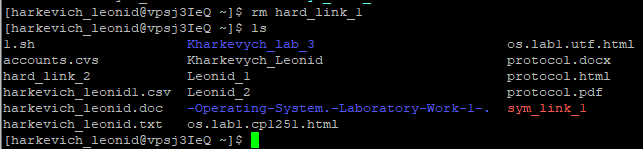 [harkevich_leonid@vpsj3IeQ ~]$ rm hard_link_1
[harkevich_leonid@vpsj3IeQ ~]$ ls
1.sh Kharkevych_lab_3 os.lab1.utf.html
accounts.cvs Kharkevych_Leonid protocol.docx
hard_link_2 Leonid_1 protocol.html
harkevich_leonid1.csv Leonid_2 protocol.pdf
harkevich_leonid.doc -Operating-System.-Laboratory-Work-1-. sym_link_1
harkevich_leonid.txt os.lab1.cp1251.html
[harkevich_leonid@vpsj3IeQ ~]$